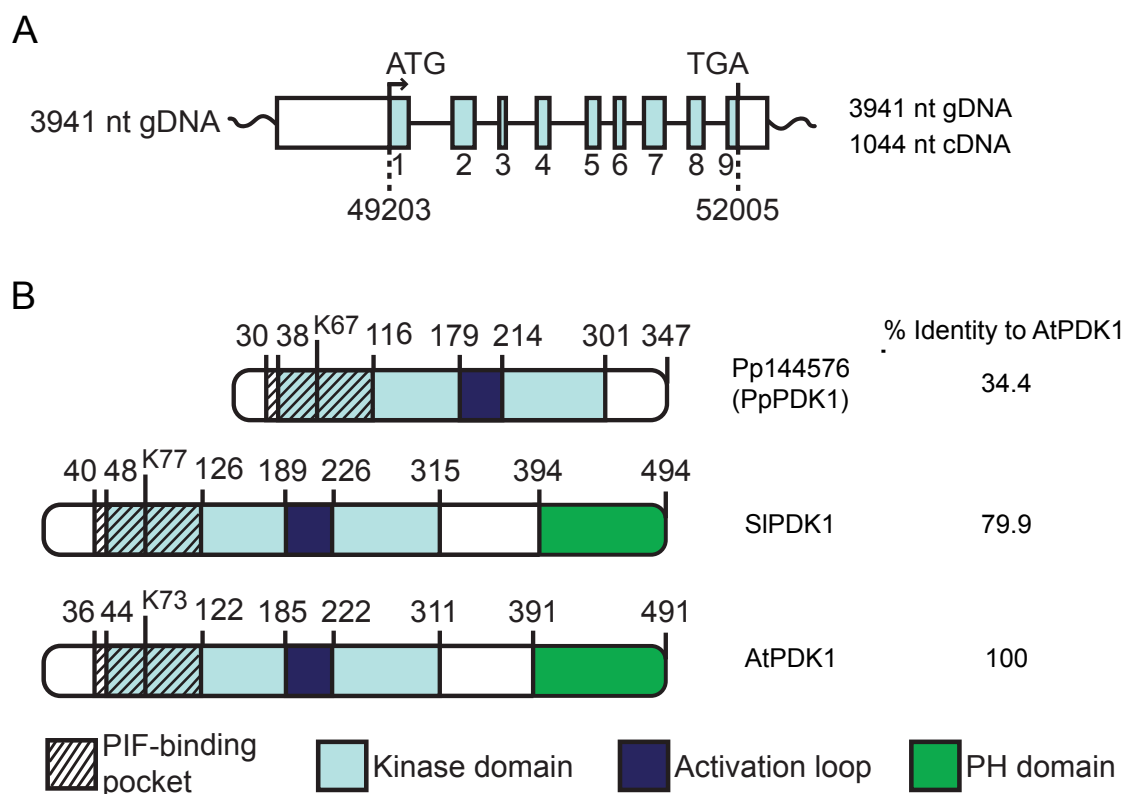 A
ATG TGA
3941 nt gDNA
3941 nt gDNA
1044 nt cDNA
1 2 3 4 5 6 7 8 9
49203 52005
B
% Identity to AtPDK1
30 38 K67 116 179 214 301 347
Pp144576
(PpPDK1)
34.4
40 48 K77 126 189 226 315 394 494
SlPDK1
79.9
36 44 K73 122 185 222 311 391 491
AtPDK1
100
PIF-binding
pocket
Kinase domain
Activation loop
PH domain